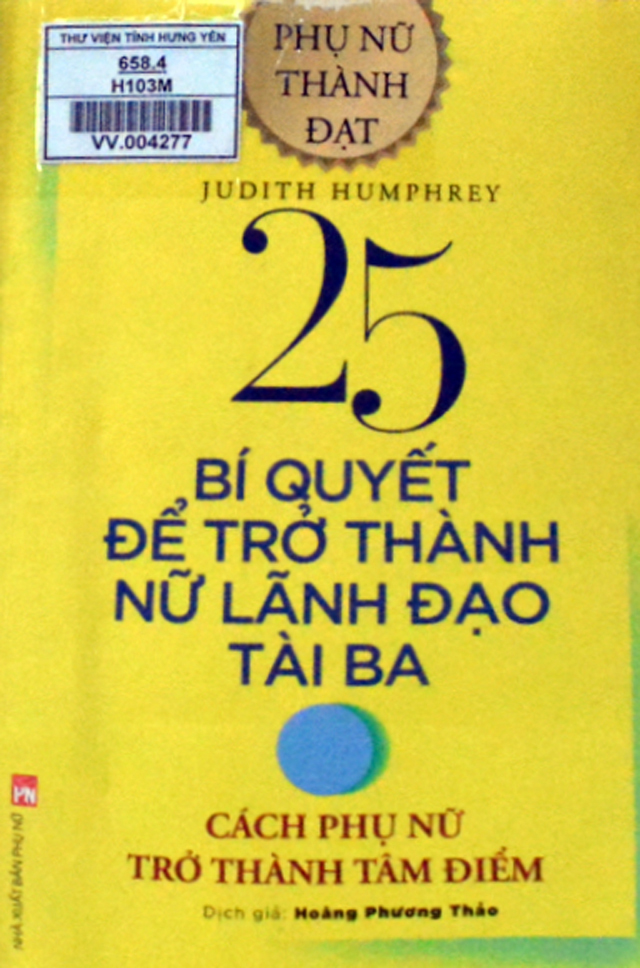 THƯ VIỆN TỈNH HƯNG YÊN
658.4
H103M
VV.004277
PHỤ NỮ
THÀNH
ĐẠT
JUDITH HUMPHREY
25
BÍ QUYẾT
ĐỂ TRỞ THÀNH
NỮ LÃNH ĐẠO
TÀI BA
CÁCH PHỤ NỮ
TRỞ THÀNH TÂM ĐIỂM
Dịch giả: Hoàng Phương Thảo
PN
NHÀ XUẤT BẢN PHỤ NỮ